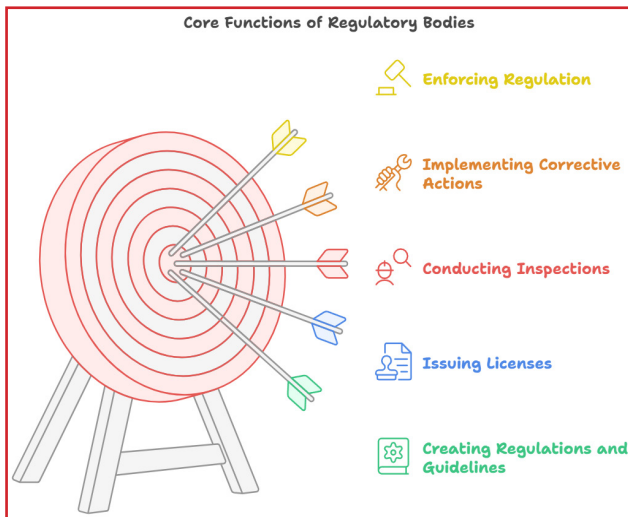 Core Functions of Regulatory Bodies
Enforcing Regulation
Implementing Corrective
Actions
Conducting Inspections
Issuing Licenses
Creating Regulations and
Guidelines